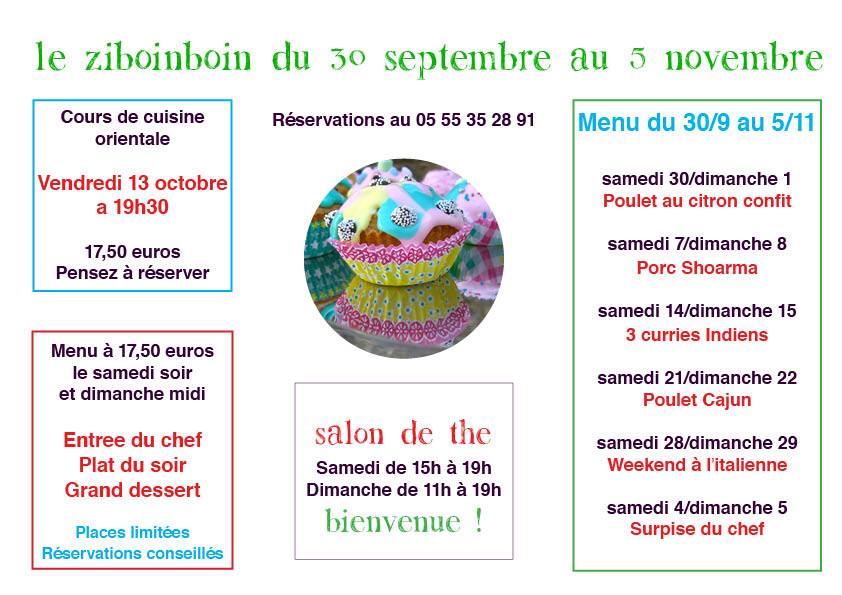 le ziboinboin du 30 septembre au 5 novembre
Cours de cuisine
orientale
Vendredi 13 octobre
a 19h30
17,50 euros
Pensez à réserver
Menu à 17,50 euros
le samedi soir
et dimanche midi
Entree du chef
Plat du soir
Grand dessert
Places limitées
Réservations conseillés
Réservations au 05 55 35 28 91
salon de the
Samedi de 15h à 19h
Dimanche de 11h à 19h
bienvenue !
Menu du 30/9 au 5/11
samedi 30/dimanche 1
Poulet au citron confit
samedi 7/dimanche 8
Porc Shoarma
samedi 14/dimanche 15
3 curries Indiens
samedi 21/dimanche 22
Poulet Cajun
samedi 28/dimanche 29
Weekend à l'italienne
samedi 4/dimanche 5
Surpise du chef